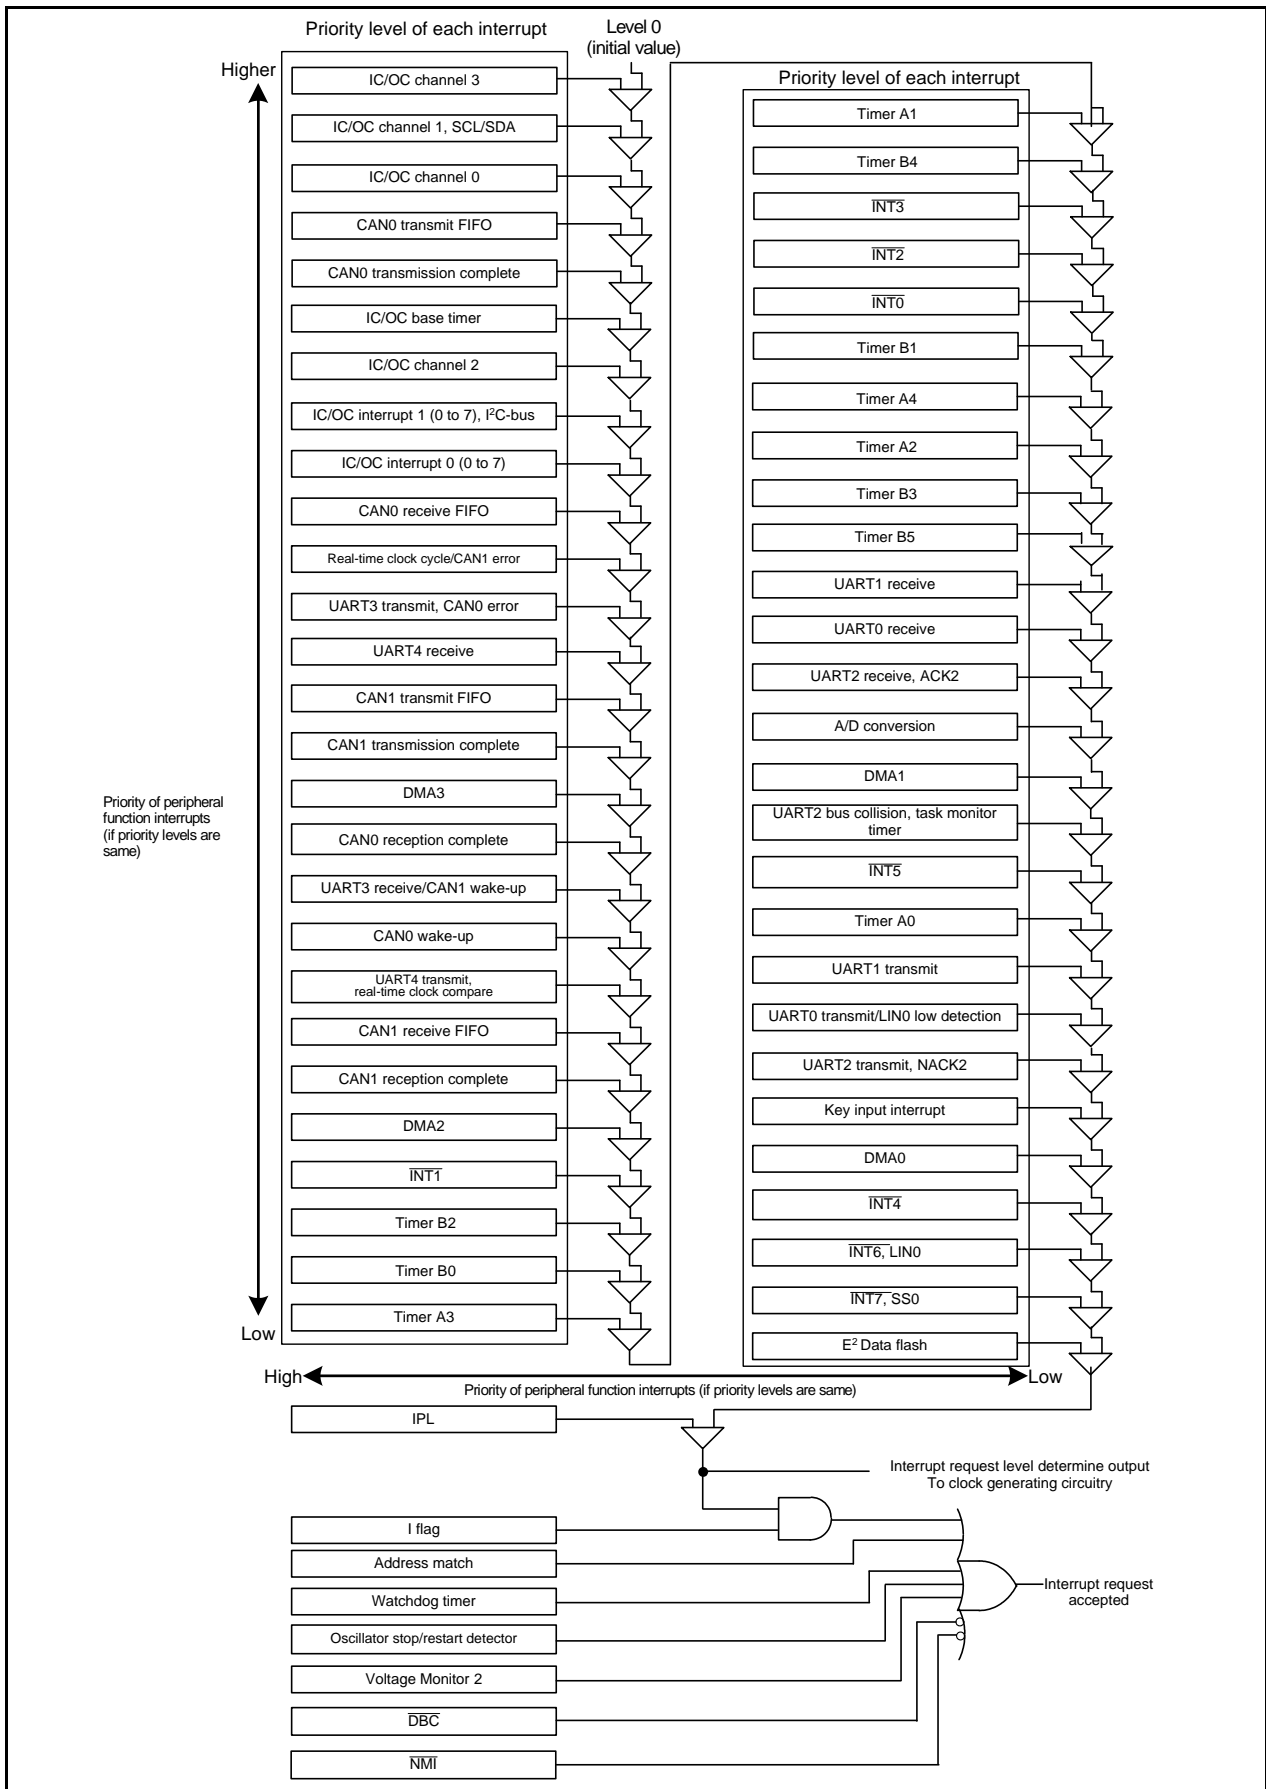 Priority level of each interrupt
Level 0
(initial value)
Higher
IC/OC channel 3
IC/OC channel 1, SCL/SDA
IC/OC channel 0
CAN0 transmit FIFO
CAN0 transmission complete
IC/OC base timer
IC/OC channel 2
IC/OC interrupt 1 (0 to 7), I²C-bus
IC/OC interrupt 0 (0 to 7)
CAN0 receive FIFO
Real-time clock cycle/CAN1 error
UART3 transmit, CAN0 error
UART4 receive
CAN1 transmit FIFO
CAN1 transmission complete
DMA3
CAN0 reception complete
UART3 receive/CAN1 wake-up
CAN0 wake-up
UART4 transmit,
real-time clock compare
CAN1 receive FIFO
CAN1 reception complete
DMA2
INT1
Timer B2
Timer B0
Timer A3
Low
Priority of peripheral
function interrupts
(if priority levels are
same)
Priority level of each interrupt
Timer A1
Timer B4
INT3
INT2
INT0
Timer B1
Timer A4
Timer A2
Timer B3
Timer B5
UART1 receive
UART0 receive
UART2 receive, ACK2
A/D conversion
DMA1
UART2 bus collision, task monitor
timer
INT5
Timer A0
UART1 transmit
UART0 transmit/LIN0 low detection
UART2 transmit, NACK2
Key input interrupt
DMA0
INT4
INT6, LIN0
INT7, SS0
E² Data flash
High
Low
Priority of peripheral function interrupts (if priority levels are same)
IPL
Interrupt request level determine output
To clock generating circuitry
I flag
Address match
Watchdog timer
Oscillator stop/restart detector
Voltage Monitor 2
DBC
NMI
Interrupt request
accepted